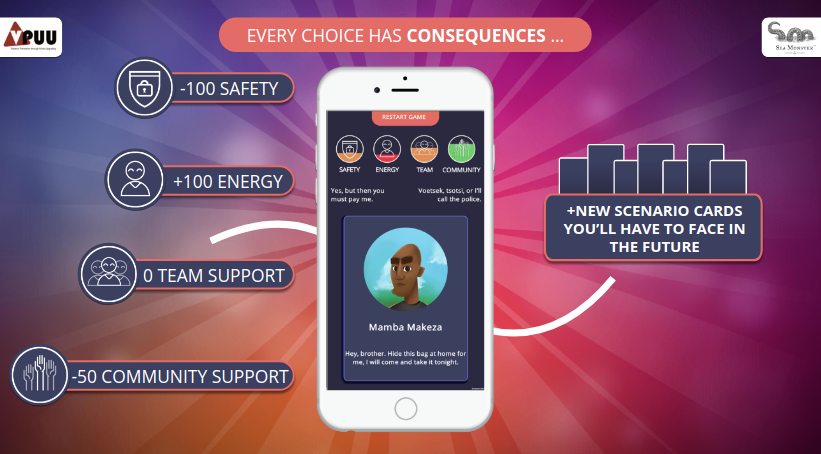 VPUU
EVERY CHOICE HAS CONSEQUENCES ...
SEA MONSTER
-100 SAFETY
+100 ENERGY
0 TEAM SUPPORT
-50 COMMUNITY SUPPORT
RESTART GAME
SAFETY ENERGY TEAM COMMUNITY
Yes, but then you
must pay me.
Voetsek, tsotsi, or I'll
call the police.
Mamba Makeza
Hey, brother. Hide this bag at home for
me, I will come and take it tonight.
+NEW SCENARIO CARDS
YOU'LL HAVE TO FACE IN
THE FUTURE